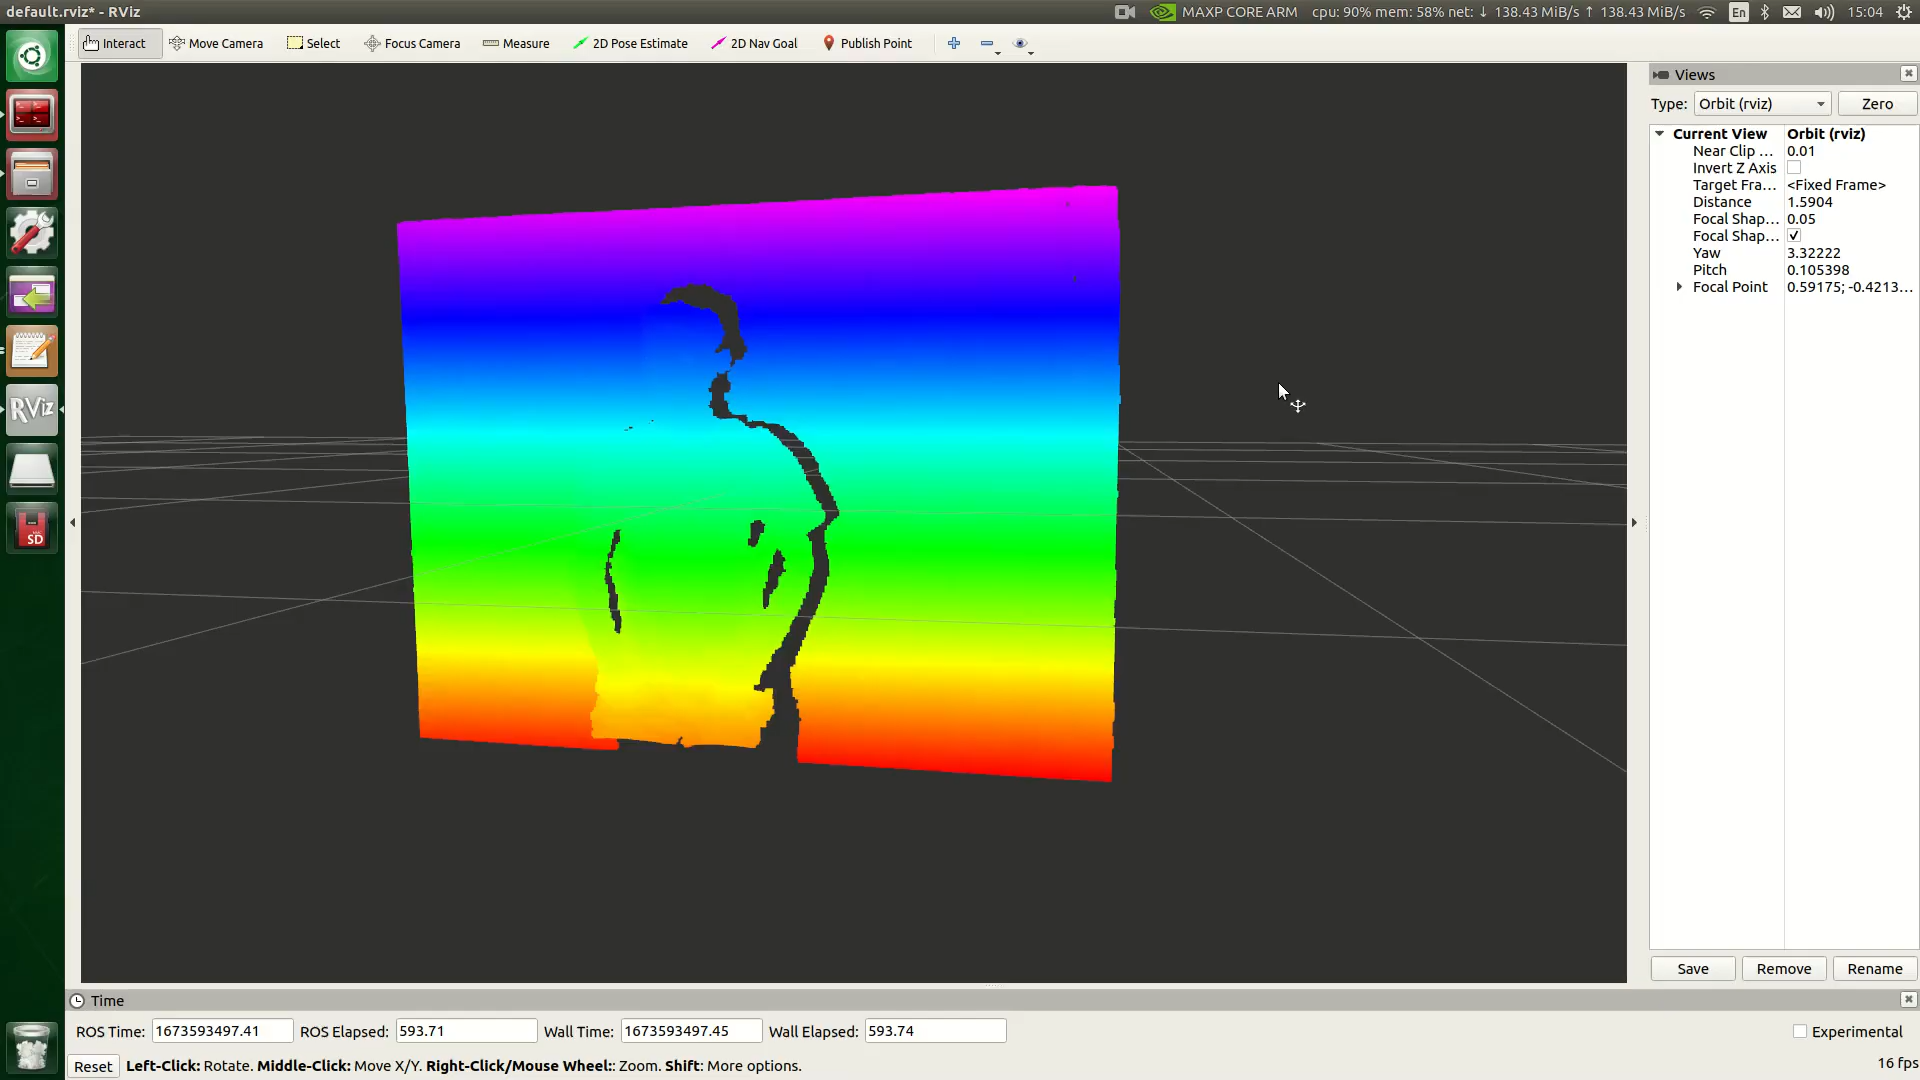 default.rviz* - RViz
MAXP CORE ARM cpu: 90% mem: 58% net: ↓ 138.43 MiB/s ↑ 138.43 MiB/s En 15:04
Interact Move Camera Select Focus Camera Measure 2D Pose Estimate 2D Nav Goal Publish Point
Views
Type: Orbit (rviz) Zero
Current View Orbit (rviz)
Near Clip ... 0.01
Invert Z Axis
Target Fra... <Fixed Frame>
Distance 1.5904
Focal Shap... 0.05
Focal Shap... ✓
Yaw 3.32222
Pitch 0.105398
Focal Point 0.59175; -0.4213...
RViz
SD
Save Remove Rename
Time
ROS Time: 1673593497.41 ROS Elapsed: 593.71 Wall Time: 1673593497.45 Wall Elapsed: 593.74 Experimental
Reset Left-Click: Rotate. Middle-Click: Move X/Y. Right-Click/Mouse Wheel:: Zoom. Shift: More options. 16 fps